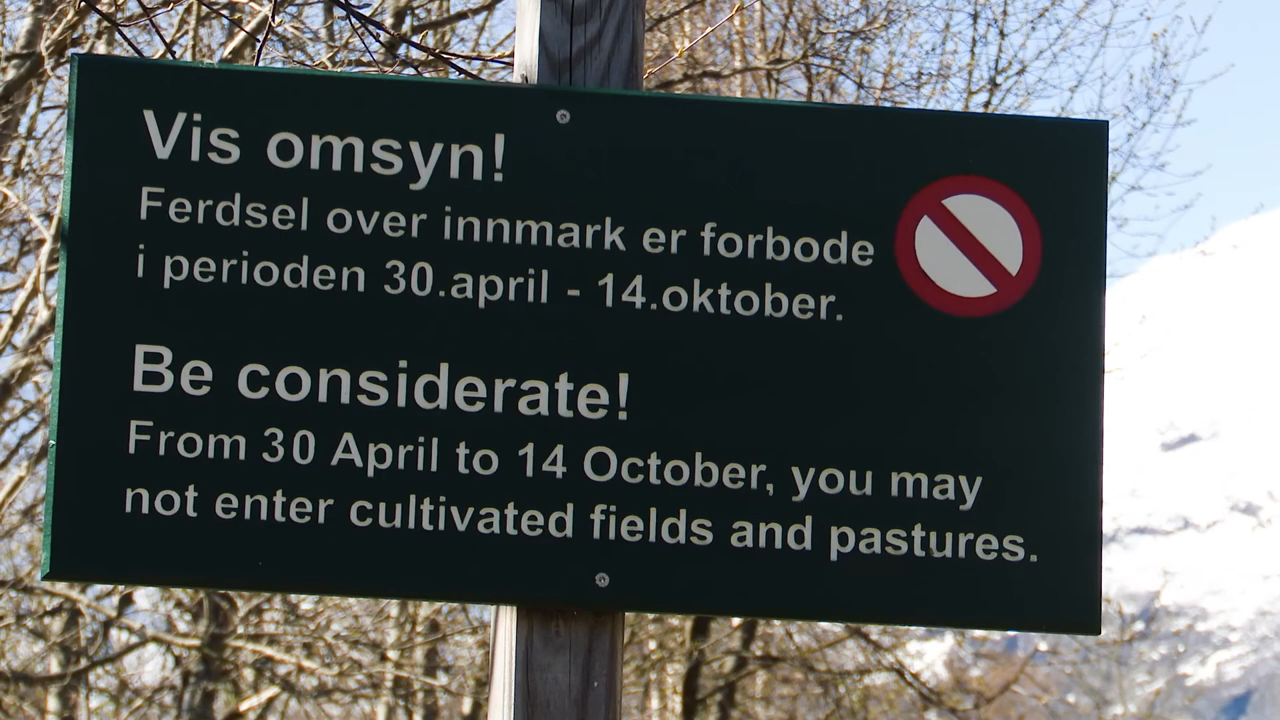 Vis omsyn!
Ferdsel over innmark er forbode
i perioden 30.april - 14.oktober.
Be considerate!
From 30 April to 14 October, you may
not enter cultivated fields and pastures.